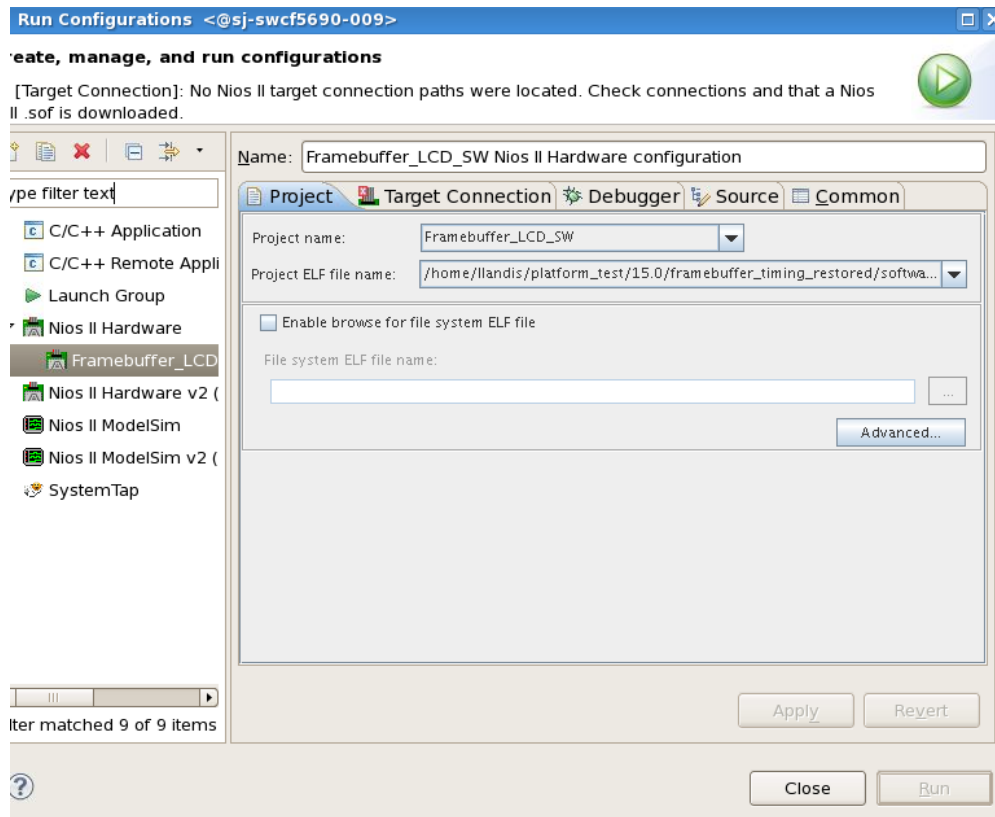 Run Configurations <@sj-swcf5690-009>
reate, manage, and run configurations
[Target Connection]: No Nios II target connection paths were located. Check connections and that a Nios
II .sof is downloaded.
Name: Framebuffer_LCD_SW Nios II Hardware configuration
ype filter text
Project Target Connection Debugger Source Common
C/C++ Application
C/C++ Remote Appli
Launch Group
Nios II Hardware
Framebuffer_LCD
Nios II Hardware v2 (
Nios II ModelSim
Nios II ModelSim v2 (
SystemTap
Project name: Framebuffer_LCD_SW
Project ELF file name: /home/llandis/platform_test/15.0/framebuffer_timing_restored/softwa...
Enable browse for file system ELF file
File system ELF file name:
...
Advanced...
lter matched 9 of 9 items
Apply Revert
Close Run